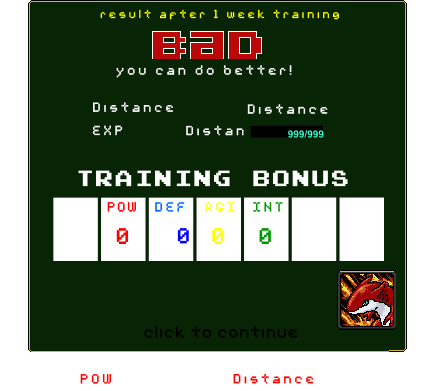 result after 1 week training
BAD
you can do better!
Distance Distance
EXP Distan 999/999
TRAINING BONUS
POW DEF AGI INT
0 0 0 0
click to continue
POW Distance